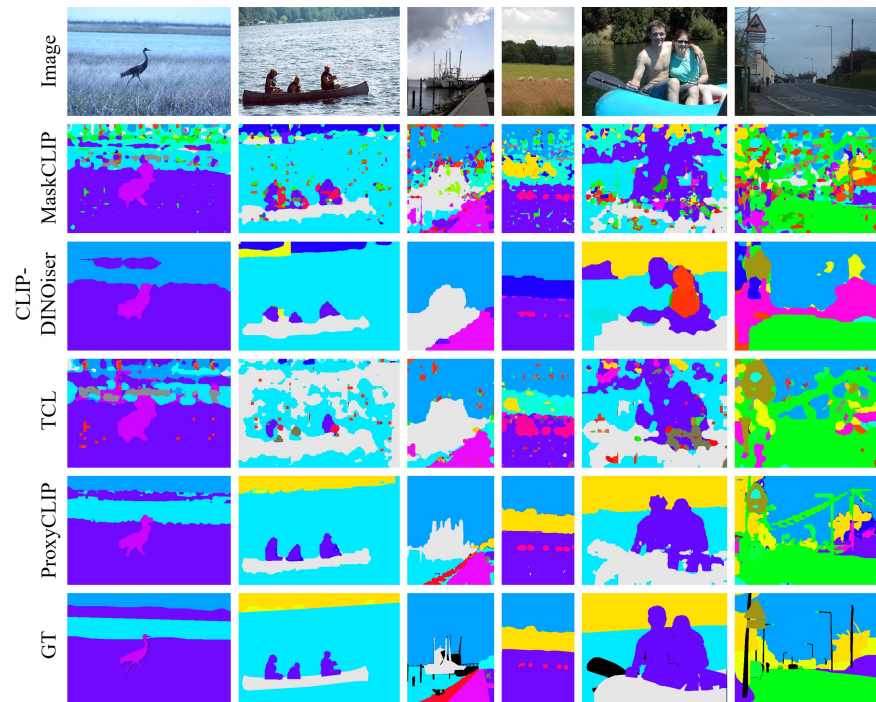 Image
MaskCLIP
CLIP-
DINOiser
TCL
ProxyCLIP
GT